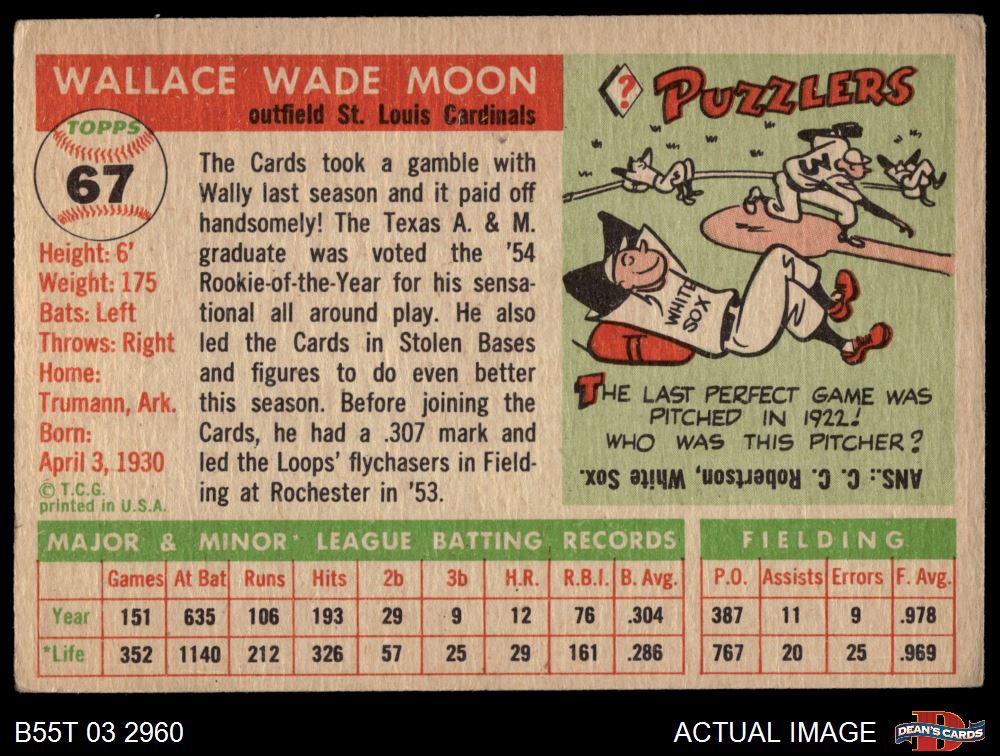 WALLACE WADE MOON
outfield St. Louis Cardinals
TOPPS
67
Height: 6'
Weight: 175
Bats: Left
Throws: Right
Home:
Trumann, Ark.
Born:
April 3, 1930
© T.C.G.
printed in U.S.A.
The Cards took a gamble with
Wally last season and it paid off
handsomely! The Texas A. & M.
graduate was voted the '54
Rookie-of-the-Year for his sensa-
tional all around play. He also
led the Cards in Stolen Bases
and figures to do even better
this season. Before joining the
Cards, he had a .307 mark and
led the Loops' flychasers in Field-
ing at Rochester in '53.
? PUZZLERS
3
WHITE
SOX
THE LAST PERFECT GAME WAS
PITCHED IN 1922!
WHO WAS THIS PITCHER?
ANS.: C. C. Robertson, White Sox.
MAJOR & MINOR* LEAGUE BATTING RECORDS
Games At Bat Runs Hits 2b 3b H.R. R.B.I. B. Avg.
Year 151 635 106 193 29 9 12 76 .304
*Life 352 1140 212 326 57 25 29 161 .286
FIELDING
P.O. Assists Errors F. Avg.
387 11 9 .978
767 20 25 .969
B55T 03 2960
ACTUAL IMAGE
DEAN'S CARDS